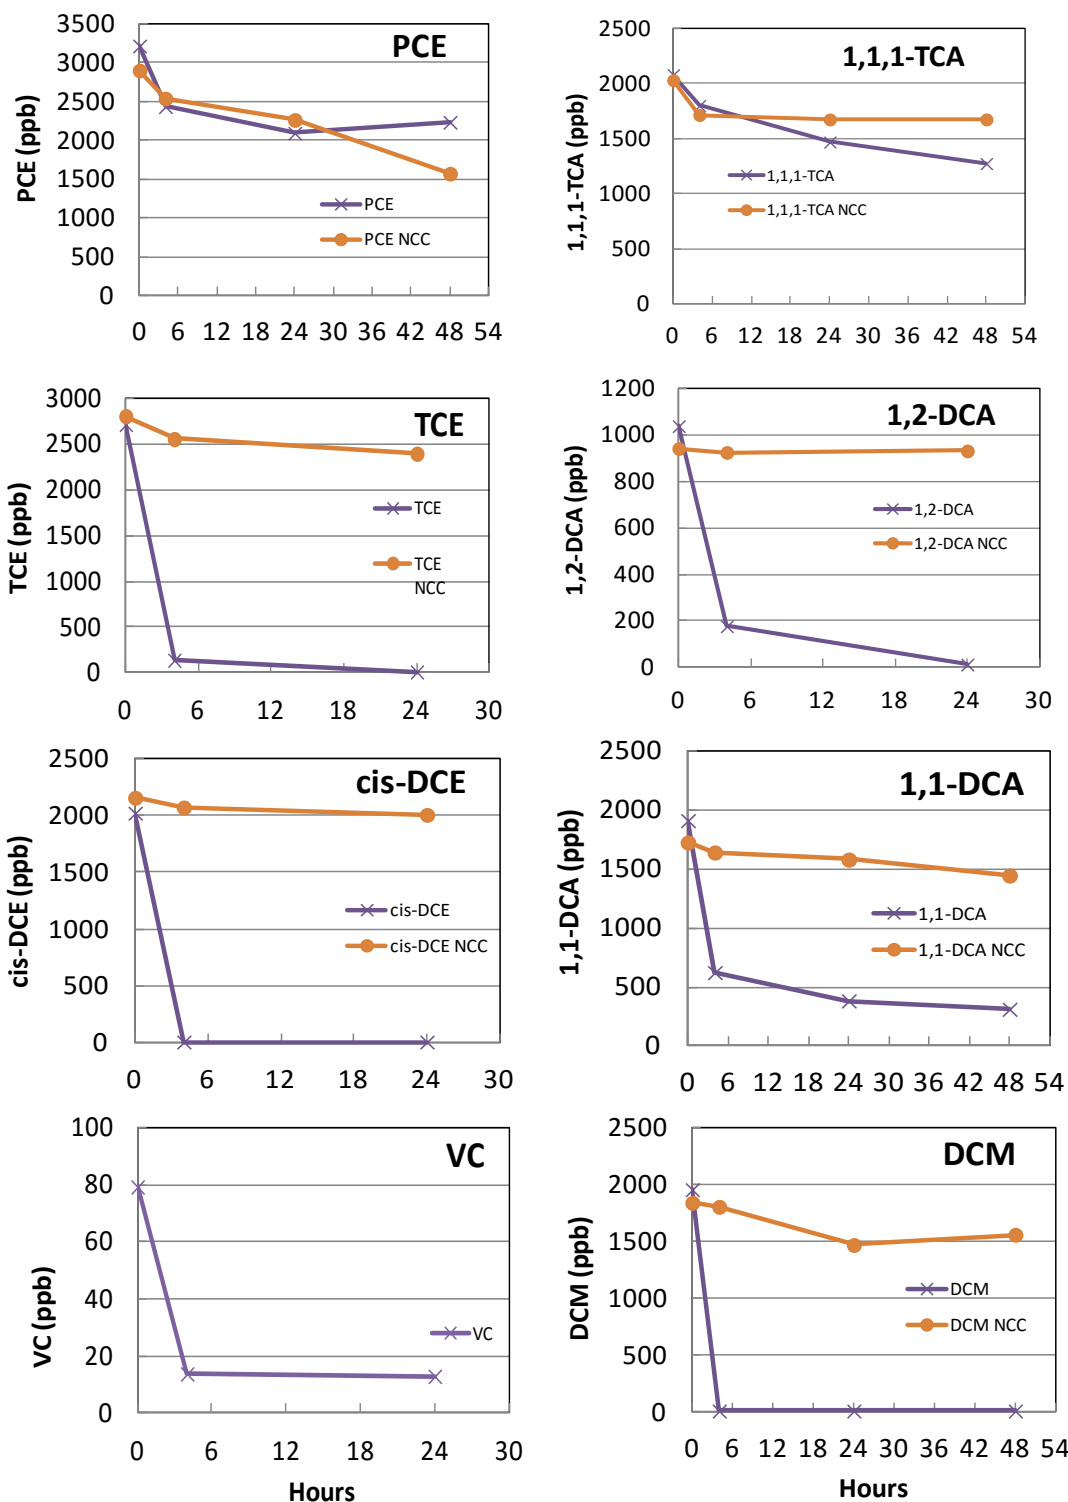 PCE
PCE (ppb)
3500
3000
2500
2000
1500
1000
500
0
PCE
PCE NCC
0 6 12 18 24 30 36 42 48 54
1,1,1-TCA
1,1,1-TCA (ppb)
2500
2000
1500
1000
500
0
1,1,1-TCA
1,1,1-TCA NCC
0 6 12 18 24 30 36 42 48 54
TCE
TCE (ppb)
3000
2500
2000
1500
1000
500
0
TCE
TCE
NCC
0 6 12 18 24 30
1,2-DCA
1,2-DCA (ppb)
1200
1000
800
600
400
200
0
1,2-DCA
1,2-DCA NCC
0 6 12 18 24 30
cis-DCE
cis-DCE (ppb)
2500
2000
1500
1000
500
0
cis-DCE
cis-DCE NCC
0 6 12 18 24 30
1,1-DCA
1,1-DCA (ppb)
2500
2000
1500
1000
500
0
1,1-DCA
1,1-DCA NCC
0 6 12 18 24 30 36 42 48 54
VC
VC (ppb)
100
80
60
40
20
0
VC
0 6 12 18 24 30
Hours
DCM
DCM (ppb)
2500
2000
1500
1000
500
0
DCM
DCM NCC
0 6 12 18 24 30 36 42 48 54
Hours